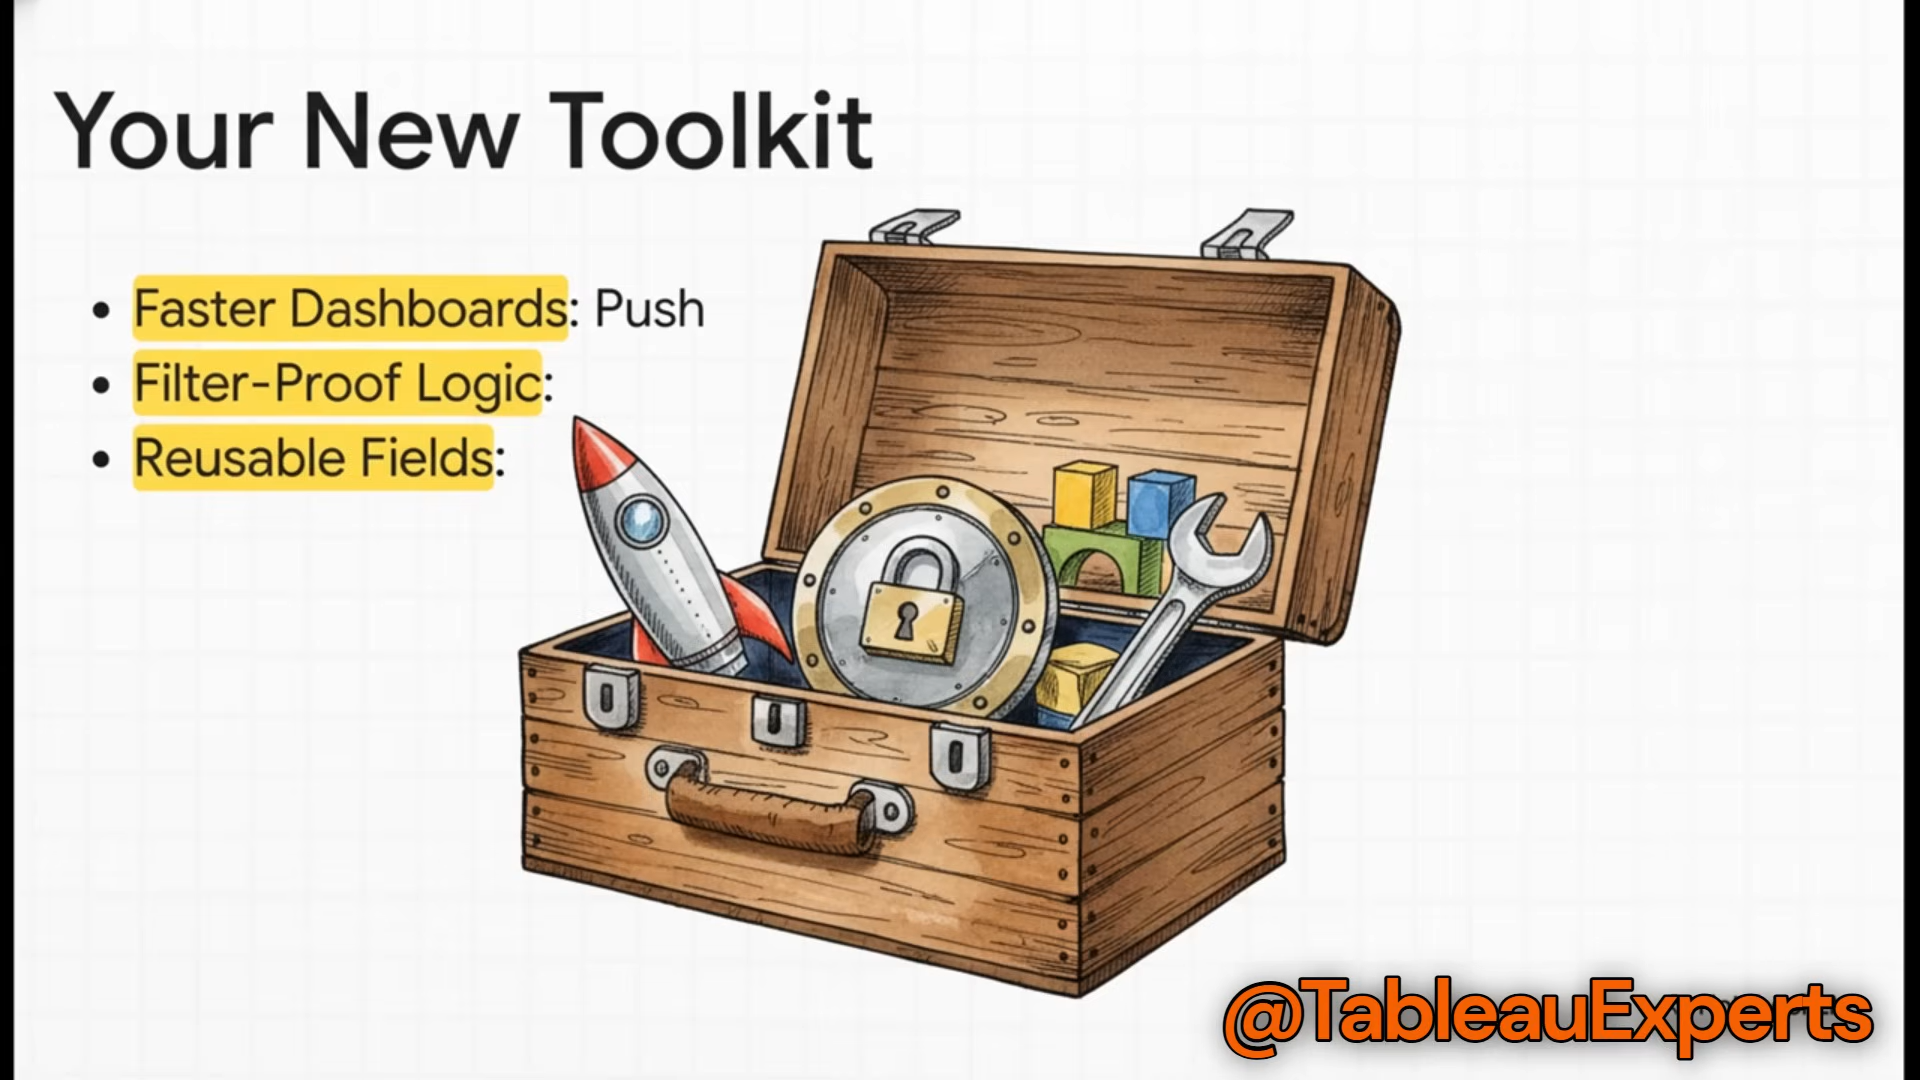 Your New Toolkit
• Faster Dashboards: Push
• Filter-Proof Logic:
• Reusable Fields:
@TableauExperts